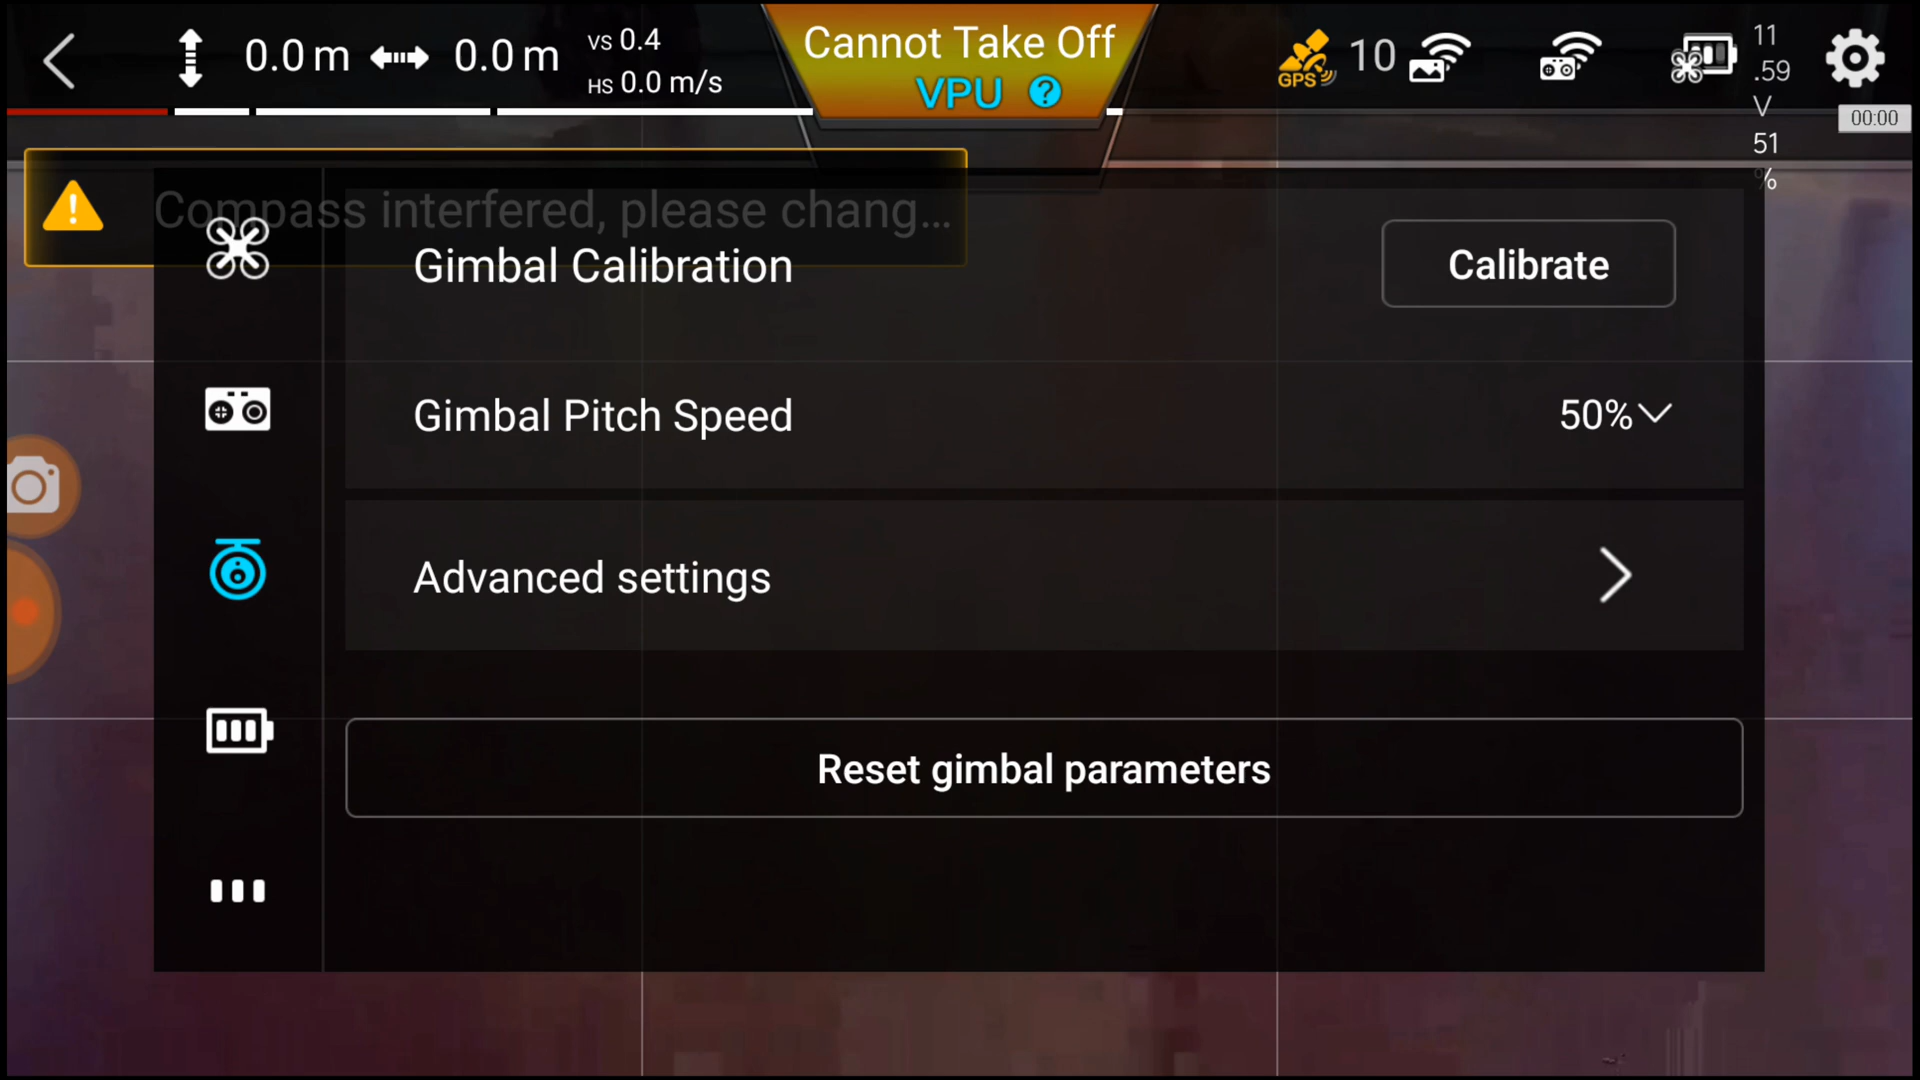 0.0 m 0.0 m
VS 0.4
HS 0.0 m/s
Cannot Take Off
VPU ?
GPS 10
11
.59
V
51
%
00:00
Compass interfered, please chang...
Gimbal Calibration
Calibrate
Gimbal Pitch Speed
50%
Advanced settings
Reset gimbal parameters